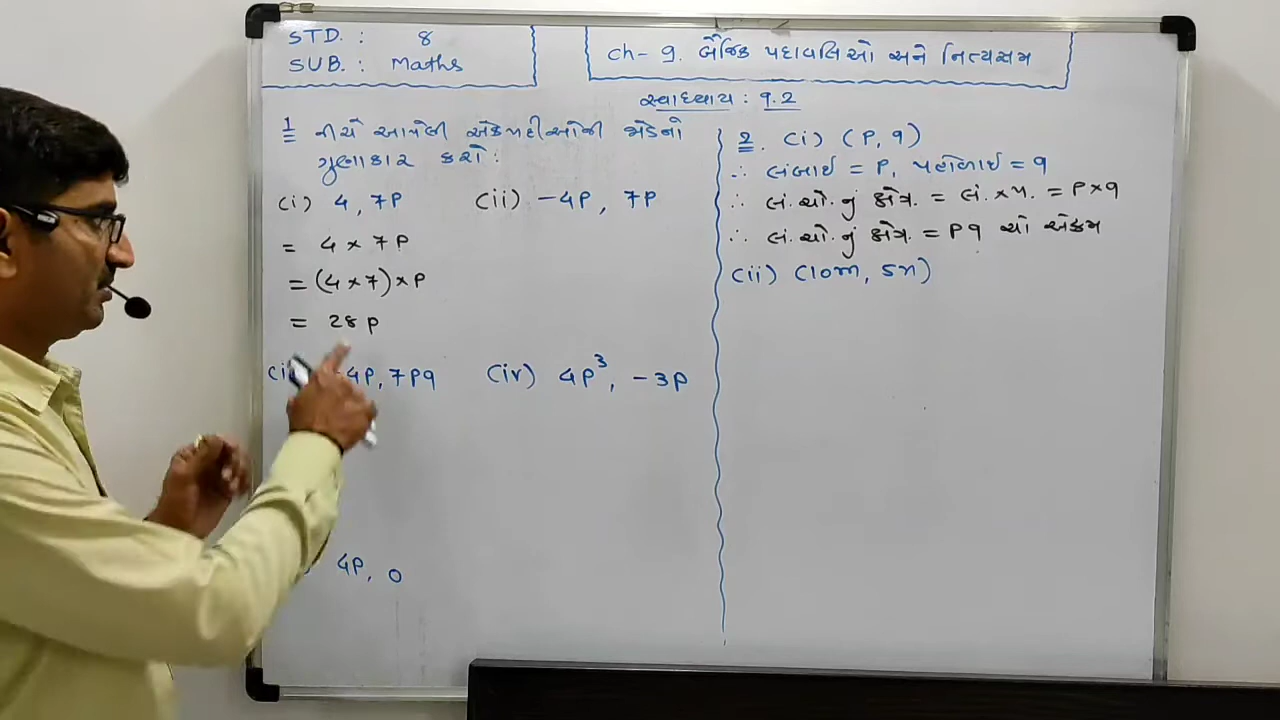 STD. : 8
SUB. : Maths
Ch- 9. બૈજિક પદાવલિઓ અને નિત્યસમ
સ્વાધ્યાય : 9.2
1 નીચે આપેલી એકપદીઓની જોડેનો
ગુણાકાર કરો :
(i) 4, 7P (ii) -4P, 7P
= 4 × 7P
= (4 × 7) × P
= 28 P
-4P, 7Pq (iv) 4P³, -3P
4P, 0
2. (i) (P, q)
∴ લંબાઈ = P, પહોળાઈ = q
∴ લં.ચો.નું ક્ષેત્ર. = લં. × પ. = P × q
∴ લં.ચો.નું ક્ષેત્ર. = Pq ચો એકમ
(ii) (10m, 5n)